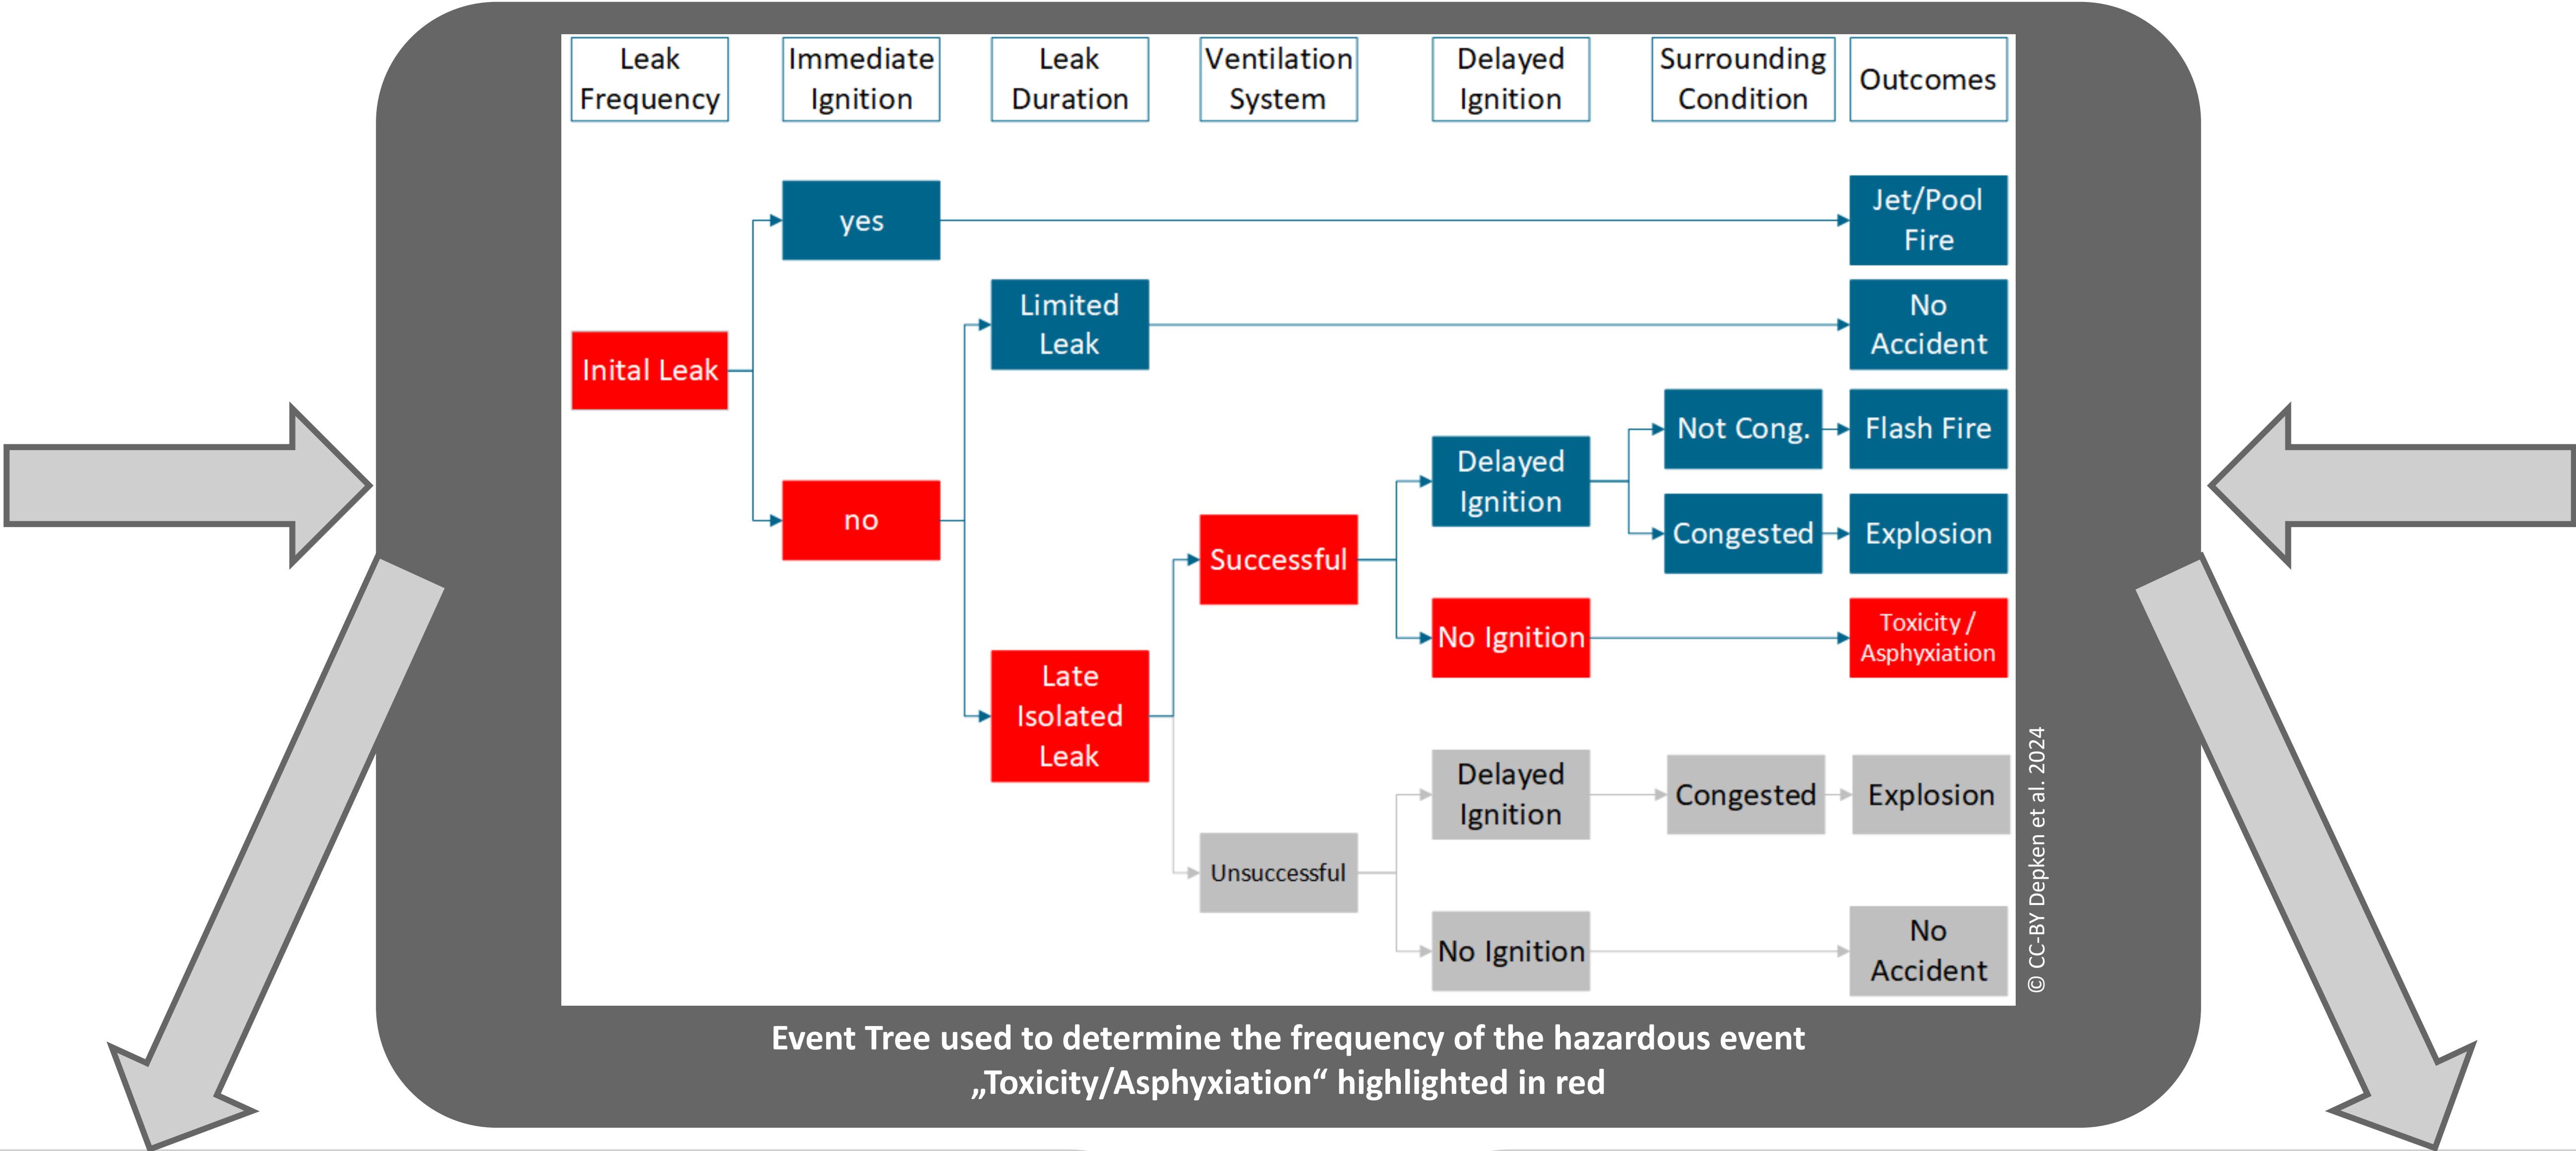 Leak
Frequency
Immediate
Ignition
Leak
Duration
Ventilation
System
Delayed
Ignition
Surrounding
Condition
Outcomes
yes
Jet/Pool
Fire
Limited
Leak
No
Accident
Inital Leak
Not Cong.
Flash Fire
Delayed
Ignition
no
Successful
Congested
Explosion
No Ignition
Toxicity /
Asphyxiation
Late
Isolated
Leak
Delayed
Ignition
Congested
Explosion
Unsuccessful
No Ignition
No
Accident
© CC-BY Depken et al. 2024
Event Tree used to determine the frequency of the hazardous event
„Toxicity/Asphyxiation“ highlighted in red